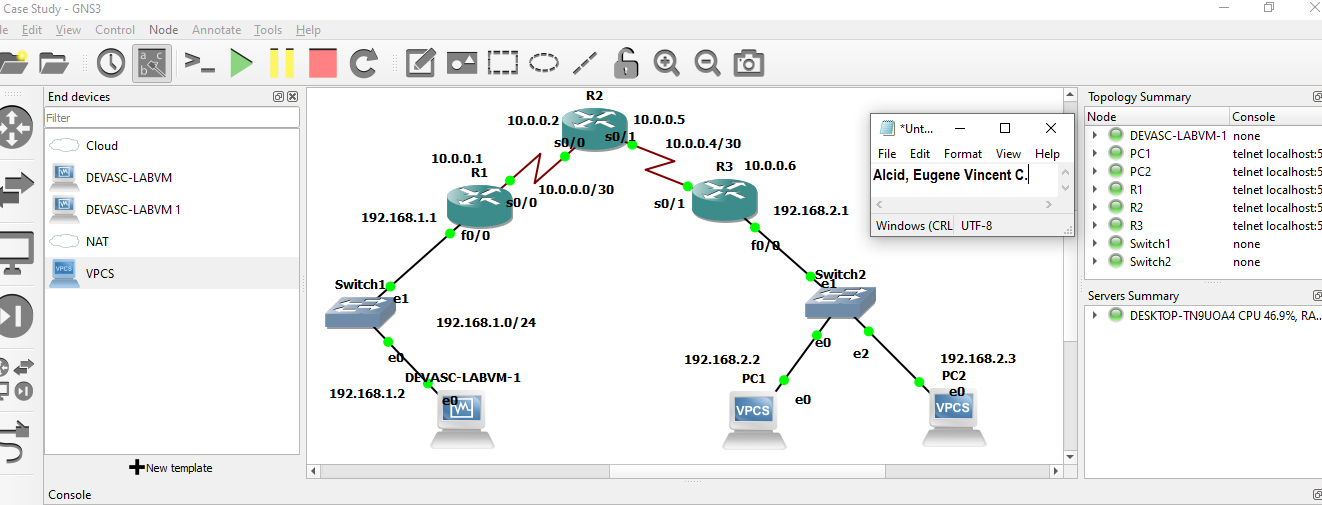 Case Study - GNS3
Edit View Control Node Annotate Tools Help
End devices
Filter
Cloud
DEVASC-LABVM
DEVASC-LABVM 1
NAT
VPCS
VPCS
New template
Console
R2
10.0.0.2
10.0.0.5
s0/0
s0/1
10.0.0.4/30
10.0.0.1
R1
10.0.0.0/30
s0/0
R3
10.0.0.6
s0/1
192.168.1.1
f0/0
192.168.2.1
f0/0
Switch1
e1
192.168.1.0/24
e0
DEVASC-LABVM-1
192.168.1.2
e0
Switch2
e1
e0
e2
192.168.2.2
PC1
e0
VPCS
192.168.2.3
PC2
e0
VPCS
*Unt...
File Edit Format View Help
Alcid, Eugene Vincent C.
Windows (CRL UTF-8
Topology Summary
Node Console
DEVASC-LABVM-1 none
PC1 telnet localhost:5
PC2 telnet localhost:5
R1 telnet localhost:5
R2 telnet localhost:5
R3 telnet localhost:5
Switch1 none
Switch2 none
Servers Summary
DESKTOP-TN9UOA4 CPU 46.9%, RA...